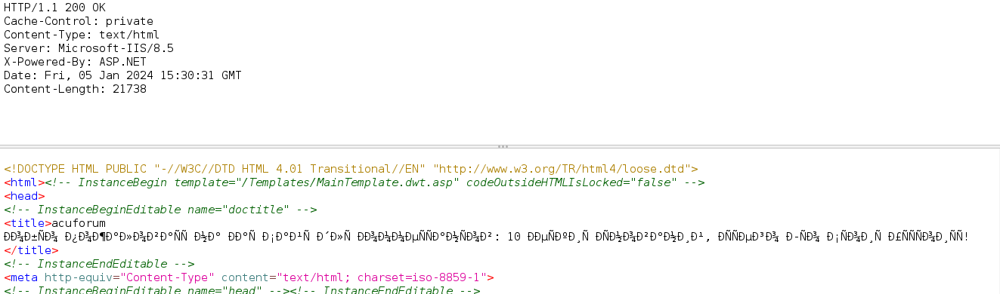 HTTP/1.1 200 OK
Cache-Control: private
Content-Type: text/html
Server: Microsoft-IIS/8.5
X-Powered-By: ASP.NET
Date: Fri, 05 Jan 2024 15:30:31 GMT
Content-Length: 21738
<!DOCTYPE HTML PUBLIC "-//W3C//DTD HTML 4.01 Transitional//EN" "http://www.w3.org/TR/html4/loose.dtd">
<html><!-- InstanceBegin template="/Templates/MainTemplate.dwt.asp" codeOutsideHTMLIsLocked="false" -->
<head>
<!-- InstanceBeginEditable name="doctitle" -->
<title>acuforum
ÐÐ¾Ð±ÑÐ¾ Ð¿Ð¾Ð¶Ð°Ð»Ð¾Ð²Ð°ÑÑ Ð½Ð° ÐÐ°Ñ Ð¡Ð°Ð¹Ñ Ð´Ð»Ñ ÐÐ¾Ð¼Ð¼ÐµÑÑÐ°Ð½ÑÐ¾Ð²: 10 ÐÐµÑÐºÐ¸Ñ ÐÑÐ½Ð¾Ð²Ð°Ð½Ð¸Ð¹, ÐÑÑÐµÐ³Ð¾ Ð-ÑÐ¾ Ð¡ÑÐ¾Ð¸Ñ Ð£ÑÑÑÐ¾Ð¸ÑÑ!
</title>
<!-- InstanceEndEditable -->
<meta http-equiv="Content-Type" content="text/html; charset=iso-8859-1">
<!-- InstanceBeginEditable name="head" --><!-- InstanceEndEditable -->